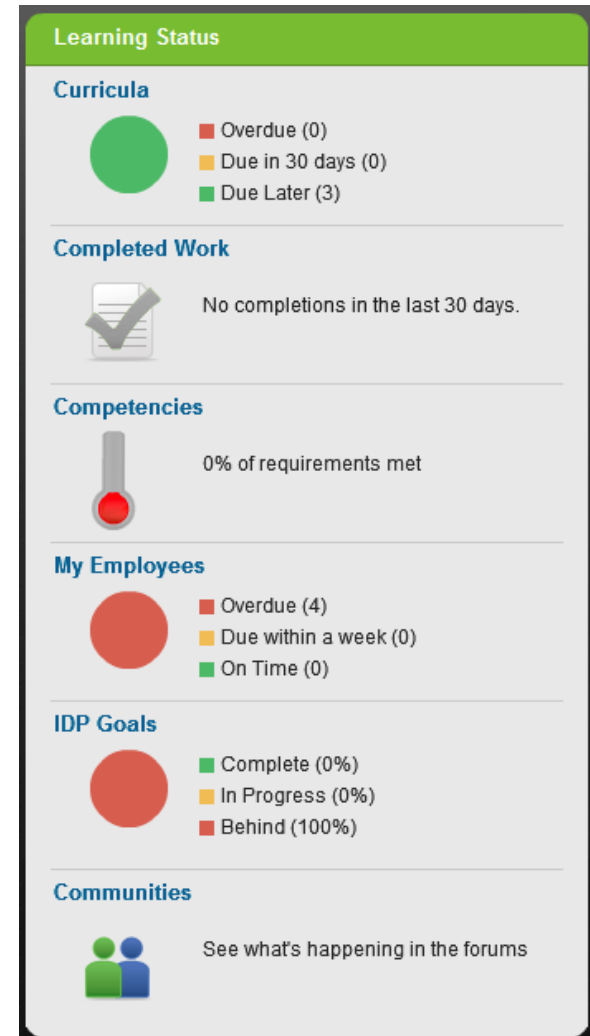 Learning Status
Curricula
Overdue (0)
Due in 30 days (0)
Due Later (3)
Completed Work
No completions in the last 30 days.
Competencies
0% of requirements met
My Employees
Overdue (4)
Due within a week (0)
On Time (0)
IDP Goals
Complete (0%)
In Progress (0%)
Behind (100%)
Communities
See what's happening in the forums